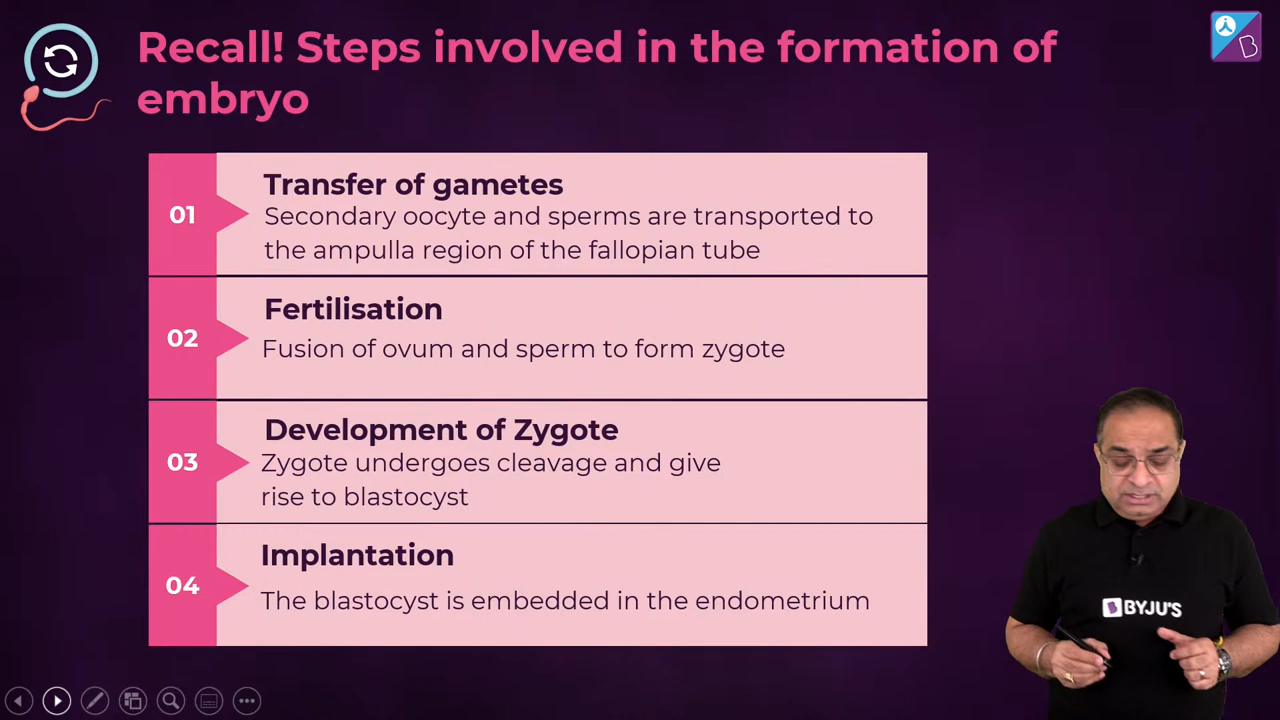 Recall! Steps involved in the formation of
embryo
01
Transfer of gametes
Secondary oocyte and sperms are transported to
the ampulla region of the fallopian tube
02
Fertilisation
Fusion of ovum and sperm to form zygote
03
Development of Zygote
Zygote undergoes cleavage and give
rise to blastocyst
04
Implantation
The blastocyst is embedded in the endometrium
BYJU'S